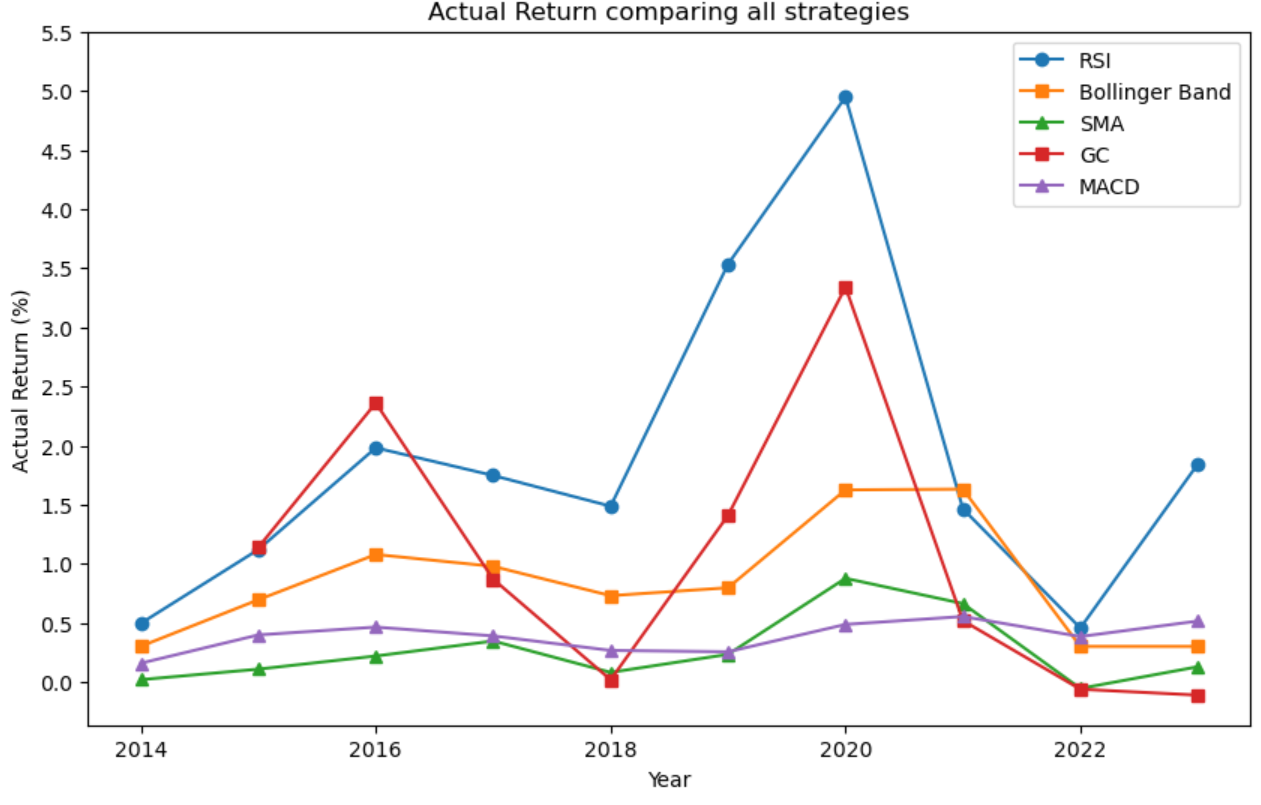 Actual Return comparing all strategies
5.5
5.0
4.5
4.0
3.5
3.0
2.5
2.0
1.5
1.0
0.5
0.0
Actual Return (%)
RSI
Bollinger Band
SMA
GC
MACD
2014 2016 2018 2020 2022
Year